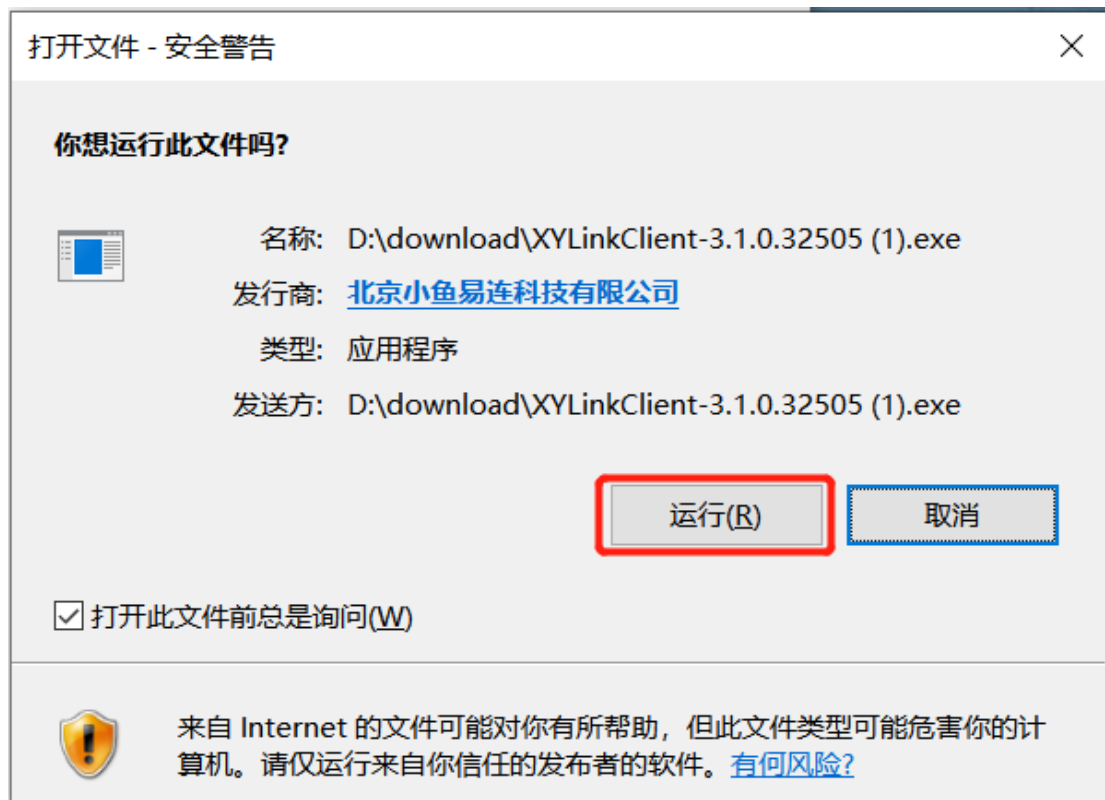 打开文件 - 安全警告
你想运行此文件吗?
名称: D:\download\XYLinkClient-3.1.0.32505 (1).exe
发行商: 北京小鱼易连科技有限公司
类型: 应用程序
发送方: D:\download\XYLinkClient-3.1.0.32505 (1).exe
运行(R) 取消
打开此文件前总是询问(W)
来自 Internet 的文件可能对你有所帮助，但此文件类型可能危害你的计
算机。请仅运行来自你信任的发布者的软件。有何风险?